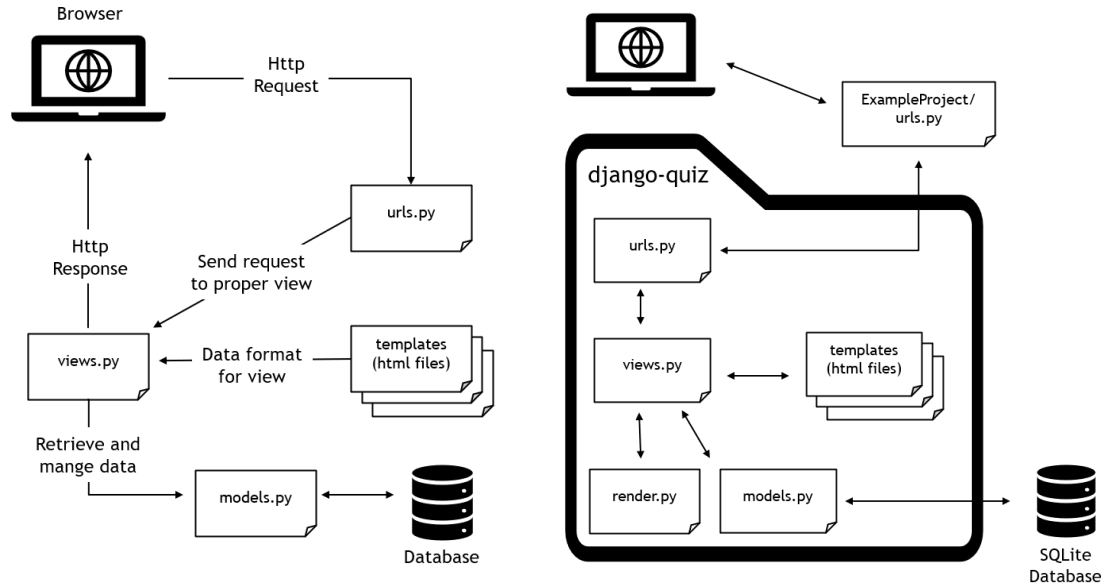 Browser
Http
Request
urls.py
Send request
to proper view
Http
Response
views.py
Data format
for view
templates
(html files)
Retrieve and
mange data
models.py
Database
ExampleProject/
urls.py
django-quiz
urls.py
views.py
templates
(html files)
render.py
models.py
SQLite
Database